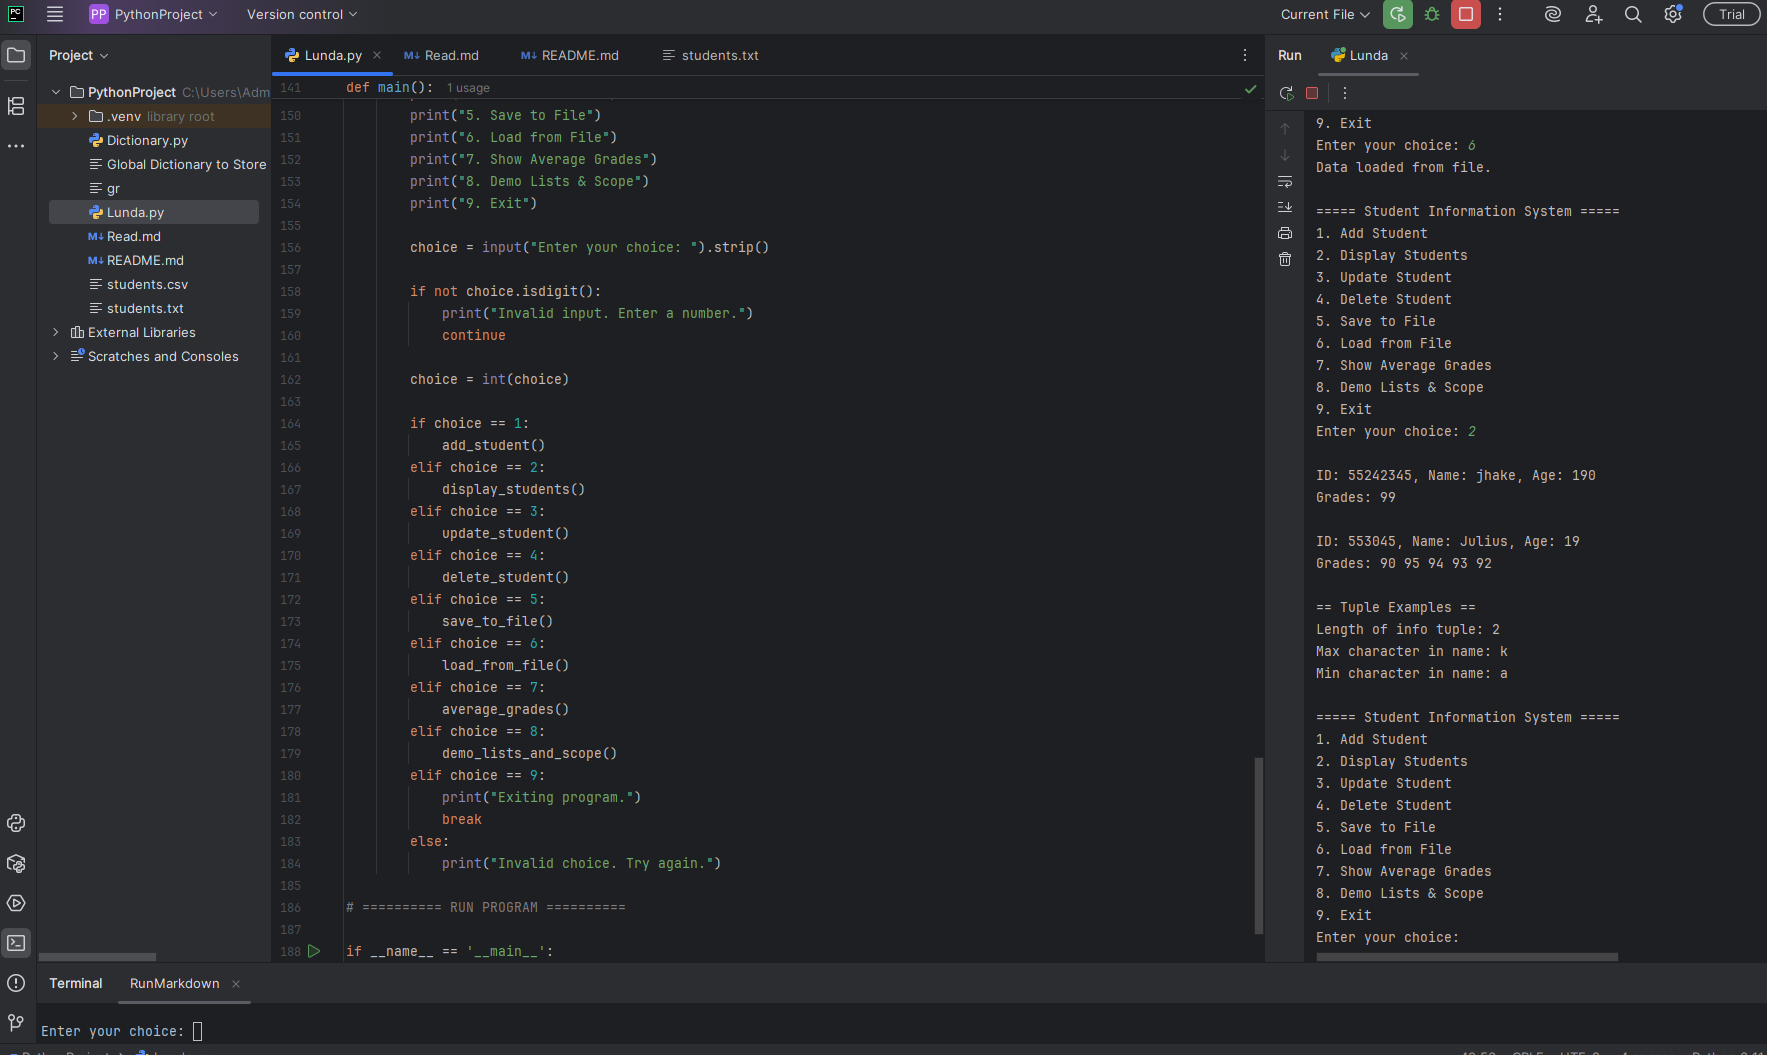 PC
PP PythonProject
Version control
Current File
Trial
Project
PythonProject C:\Users\Adm
.venv library root
Dictionary.py
Global Dictionary to Store
gr
Lunda.py
Read.md
README.md
students.csv
students.txt
External Libraries
Scratches and Consoles
Lunda.py
Read.md
README.md
students.txt
141 def main(): 1 usage
150 print("5. Save to File")
151 print("6. Load from File")
152 print("7. Show Average Grades")
153 print("8. Demo Lists & Scope")
154 print("9. Exit")
155
156 choice = input("Enter your choice: ").strip()
157
158 if not choice.isdigit():
159 print("Invalid input. Enter a number.")
160 continue
161
162 choice = int(choice)
163
164 if choice == 1:
165 add_student()
166 elif choice == 2:
167 display_students()
168 elif choice == 3:
169 update_student()
170 elif choice == 4:
171 delete_student()
172 elif choice == 5:
173 save_to_file()
174 elif choice == 6:
175 load_from_file()
176 elif choice == 7:
177 average_grades()
178 elif choice == 8:
179 demo_lists_and_scope()
180 elif choice == 9:
181 print("Exiting program.")
182 break
183 else:
184 print("Invalid choice. Try again.")
185
186 # ========== RUN PROGRAM ==========
187
188 if __name__ == '__main__':
Run
Lunda
9. Exit
Enter your choice: 6
Data loaded from file.
===== Student Information System =====
1. Add Student
2. Display Students
3. Update Student
4. Delete Student
5. Save to File
6. Load from File
7. Show Average Grades
8. Demo Lists & Scope
9. Exit
Enter your choice: 2
ID: 55242345, Name: jhake, Age: 190
Grades: 99
ID: 553045, Name: Julius, Age: 19
Grades: 90 95 94 93 92
== Tuple Examples ==
Length of info tuple: 2
Max character in name: k
Min character in name: a
===== Student Information System =====
1. Add Student
2. Display Students
3. Update Student
4. Delete Student
5. Save to File
6. Load from File
7. Show Average Grades
8. Demo Lists & Scope
9. Exit
Enter your choice:
Terminal
RunMarkdown
Enter your choice: